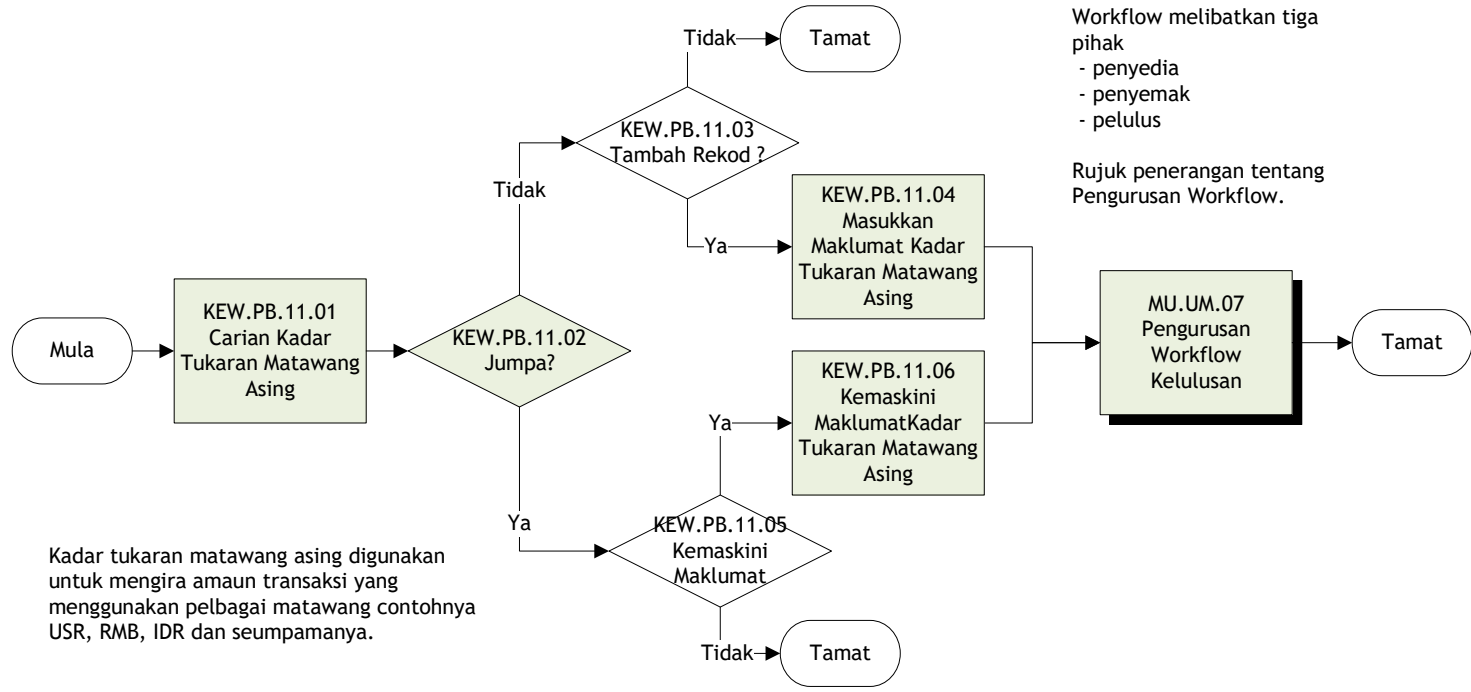 Workflow melibatkan tiga
pihak
- penyedia
- penyemak
- pelulus
Rujuk penerangan tentang
Pengurusan Workflow.
Tidak
Tamat
KEW.PB.11.03
Tambah Rekod ?
Tidak
Ya
KEW.PB.11.04
Masukkan
Maklumat Kadar
Tukaran Matawang
Asing
Mula
KEW.PB.11.01
Carian Kadar
Tukaran Matawang
Asing
KEW.PB.11.02
Jumpa?
MU.UM.07
Pengurusan
Workflow
Kelulusan
Tamat
Ya
KEW.PB.11.06
Kemaskini
MaklumatKadar
Tukaran Matawang
Asing
Ya
KEW.PB.11.05
Kemaskini
Maklumat
Tidak
Tamat
Kadar tukaran matawang asing digunakan
untuk mengira amaun transaksi yang
menggunakan pelbagai matawang contohnya
USR, RMB, IDR dan seumpamanya.